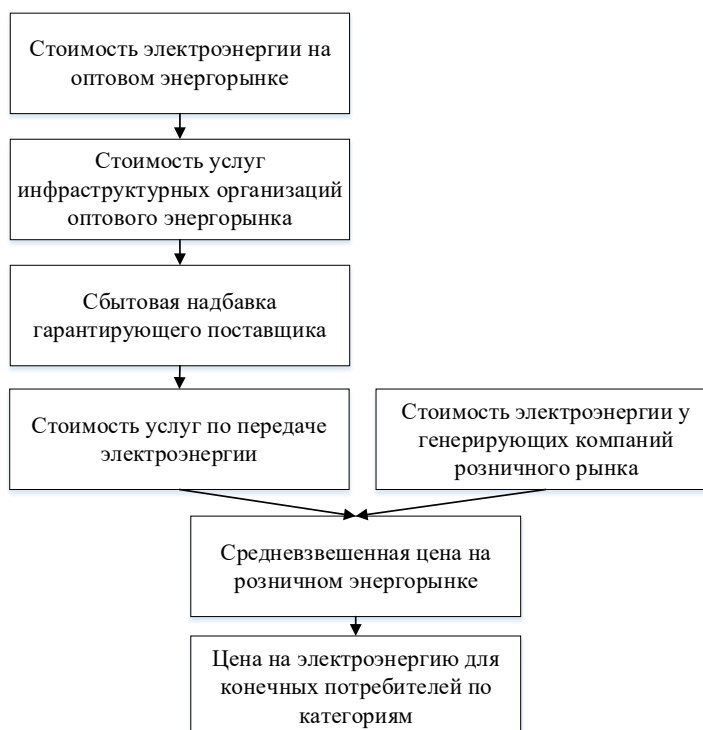 Стоимость электроэнергии на
оптовом энергорынке
Стоимость услуг
инфраструктурных организаций
оптового энергорынка
Сбытовая надбавка
гарантирующего поставщика
Стоимость услуг по передаче
электроэнергии
Стоимость электроэнергии у
генерирующих компаний
розничного рынка
Средневзвешенная цена на
розничном энергорынке
Цена на электроэнергию для
конечных потребителей по
категориям